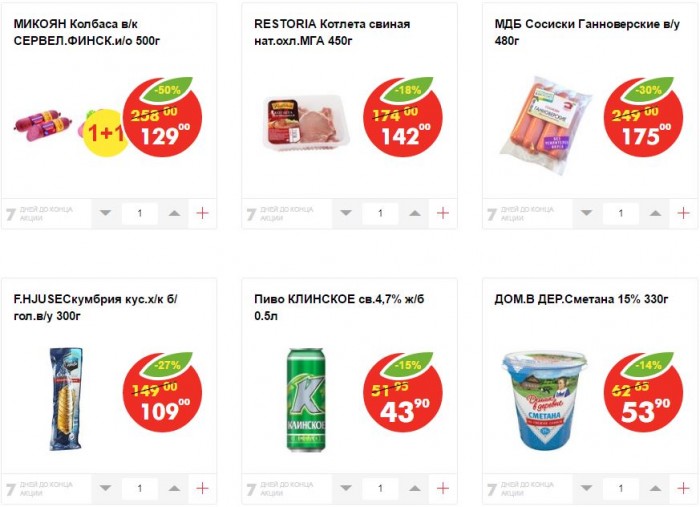 МИКОЯН Колбаса в/к
СЕРВЕЛ.ФИНСК.и/о 500г
-50%
258 00
1+1
129 00
7 ДНЕЙ ДО КОНЦА
АКЦИИ
1
+
RESTORIA Котлета свиная
нат.охл.МГА 450г
-18%
174 00
142 00
7 ДНЕЙ ДО КОНЦА
АКЦИИ
1
+
МДБ Сосиски Ганноверские в/у
480г
-30%
249 00
175 00
ГАННОВЕРСКИЕ
7 ДНЕЙ ДО КОНЦА
АКЦИИ
1
+
F.HJUSEСкумбрия кус.х/к б/
гол.в/у 300г
-27%
149 00
109 00
7 ДНЕЙ ДО КОНЦА
АКЦИИ
1
+
Пиво КЛИНСКОЕ св.4,7% ж/б
0.5л
-15%
51 95
43 90
К
КЛИНСКОЕ
7 ДНЕЙ ДО КОНЦА
АКЦИИ
1
+
ДОМ.В ДЕР.Сметана 15% 330г
-14%
62 65
53 90
Домик
в деревне
СМЕТАНА
7 ДНЕЙ ДО КОНЦА
АКЦИИ
1
+